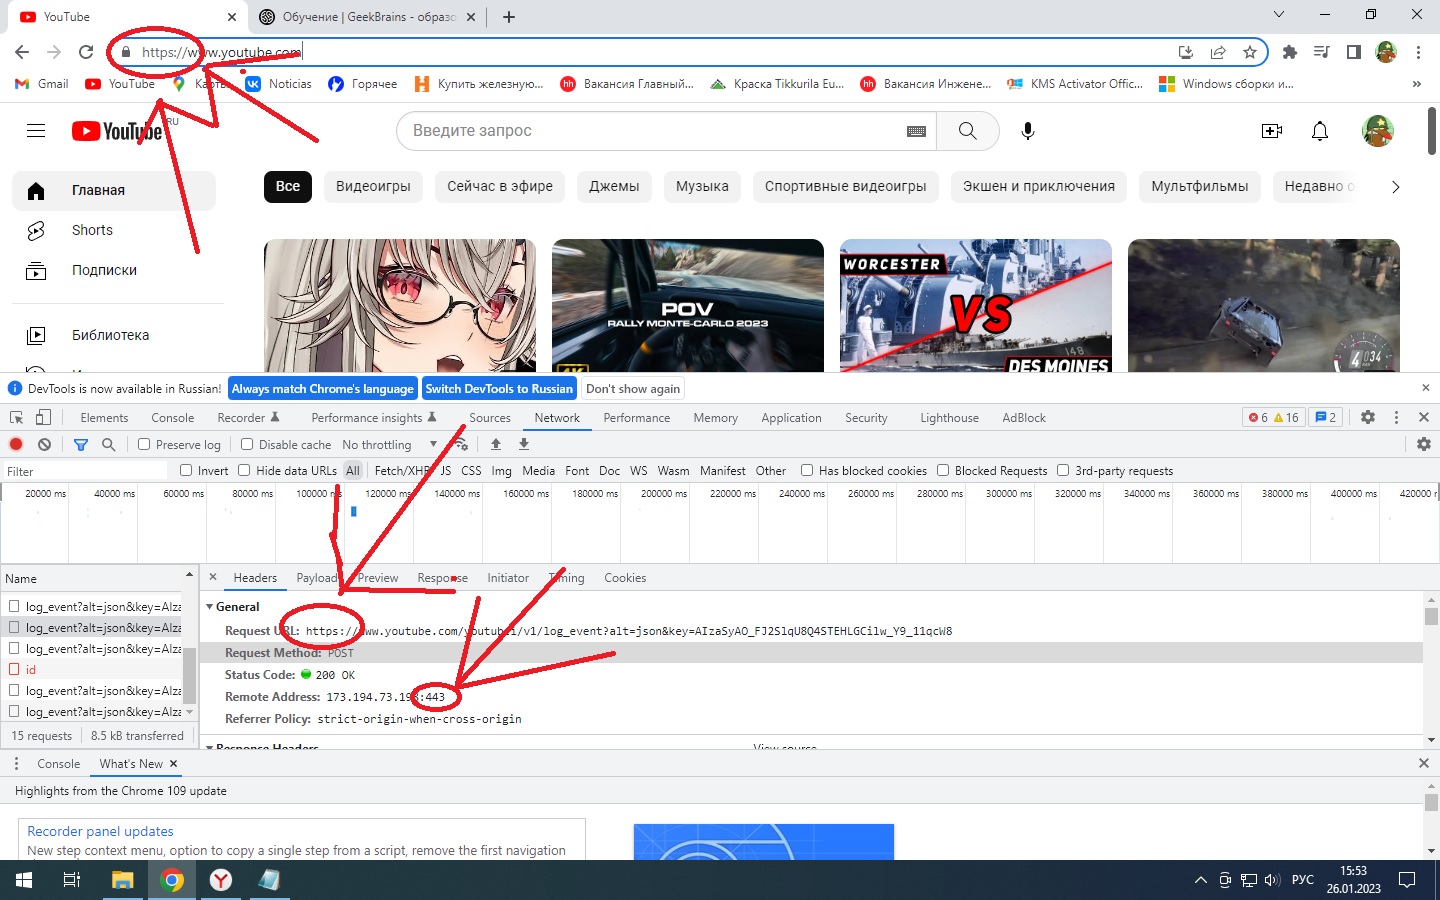 YouTube
Обучение | GeekBrains - образо
https://www.youtube.com
Gmail
YouTube
Карты
Noticias
Горячее
Купить железную...
Вакансия Главный...
Краска Tikkurila Eu...
Вакансия Инжене...
KMS Activator Offic...
Windows сборки и...
»
YouTube RU
Введите запрос
Главная
Shorts
Подписки
Библиотека
Все
Видеоигры
Сейчас в эфире
Джемы
Музыка
Спортивные видеоигры
Экшен и приключения
Мультфильмы
Недавно о
POV
RALLY MONTE-CARLO 2023
4K
WORCESTER
VS
DES MOINES
148
4 034
DevTools is now available in Russian!
Always match Chrome's language
Switch DevTools to Russian
Don't show again
Elements
Console
Recorder
Performance insights
Sources
Network
Performance
Memory
Application
Security
Lighthouse
AdBlock
6
16
2
Preserve log
Disable cache
No throttling
Filter
Invert
Hide data URLs
All
Fetch/XHR
JS
CSS
Img
Media
Font
Doc
WS
Wasm
Manifest
Other
Has blocked cookies
Blocked Requests
3rd-party requests
20000 ms
40000 ms
60000 ms
80000 ms
100000 ms
120000 ms
140000 ms
160000 ms
180000 ms
200000 ms
220000 ms
240000 ms
260000 ms
280000 ms
300000 ms
320000 ms
340000 ms
360000 ms
380000 ms
400000 ms
420000 r
Name
log_event?alt=json&key=AIza
log_event?alt=json&key=AIza
log_event?alt=json&key=AIza
id
log_event?alt=json&key=AIza
log_event?alt=json&key=AIza
15 requests
8.5 kB transferred
Headers
Payload
Preview
Response
Initiator
Timing
Cookies
General
Request URL: https://www.youtube.com/youtubei/v1/log_event?alt=json&key=AIzaSyAO_FJ2SlqU8Q4STEHLGCilw_Y9_11qcW8
Request Method: POST
Status Code: 200 OK
Remote Address: 173.194.73.198:443
Referrer Policy: strict-origin-when-cross-origin
Response Headers
View source
Console
What's New
Highlights from the Chrome 109 update
Recorder panel updates
New step context menu, option to copy a single step from a script, remove the first navigation
РУС
15:53
26.01.2023